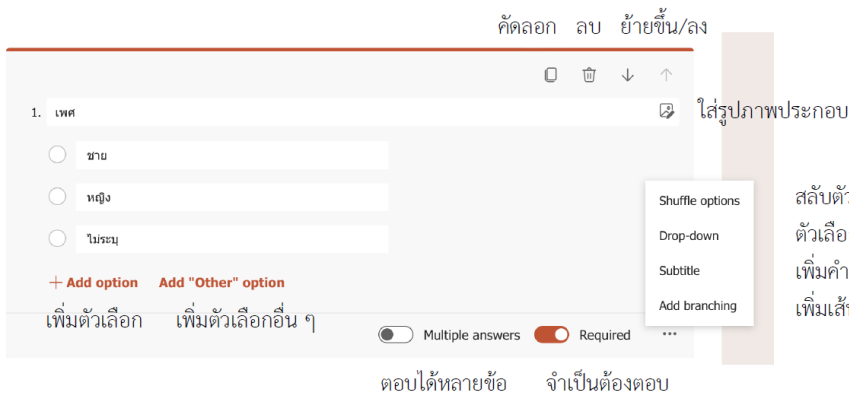 คัดลอก ลบ ย้ายขึ้น/ลง
1. เพศ
ใส่รูปภาพประกอบ
ชาย
หญิง
ไม่ระบุ
Shuffle options
Drop-down
Subtitle
Add branching
+ Add option Add "Other" option
เพิ่มตัวเลือก เพิ่มตัวเลือกอื่น ๆ
Multiple answers Required ...
ตอบได้หลายข้อ จำเป็นต้องตอบ